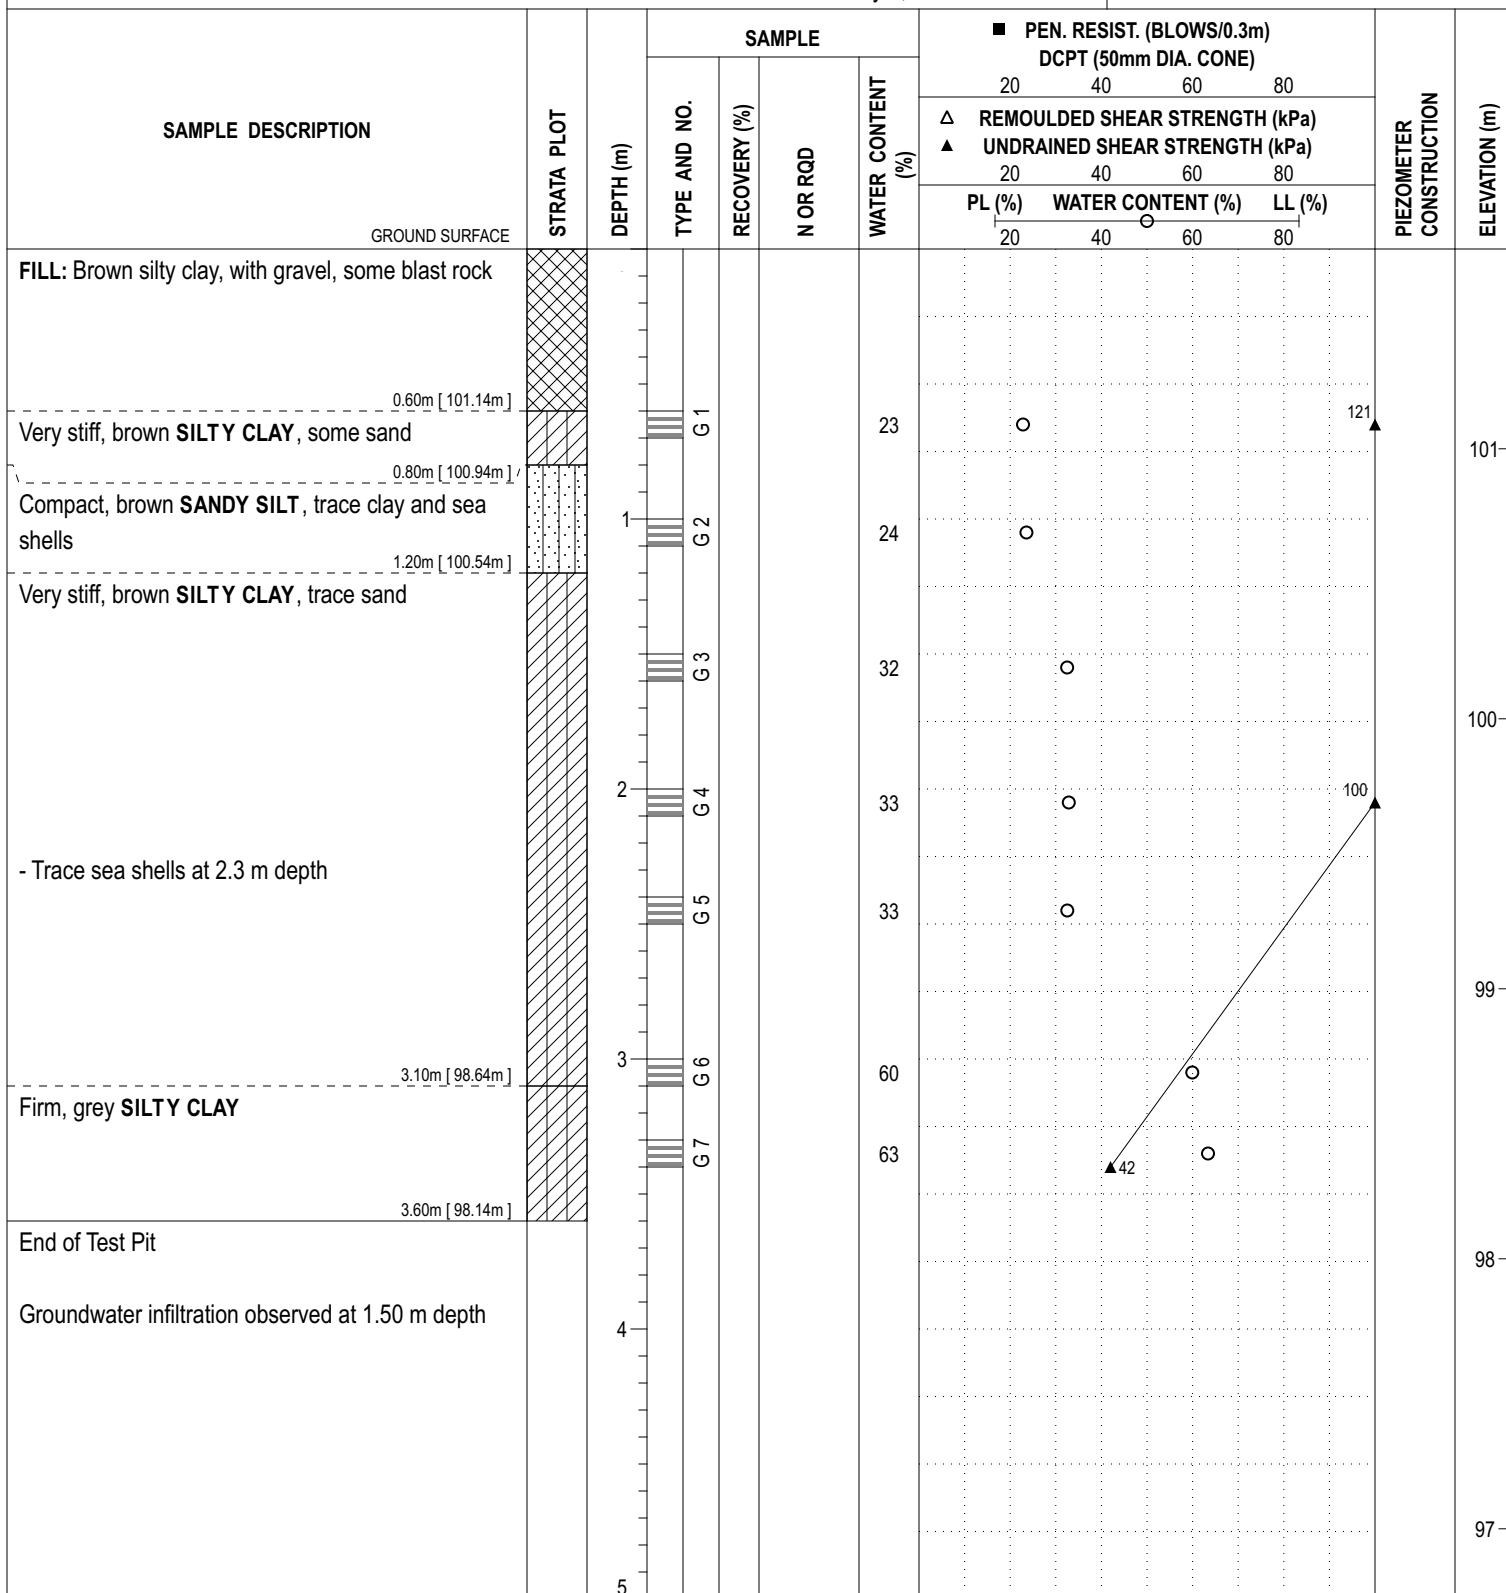 SAMPLE
■ PEN. RESIST. (BLOWS/0.3m)
DCPT (50mm DIA. CONE)
20 40 60 80
SAMPLE DESCRIPTION
STRATA PLOT
DEPTH (m)
TYPE AND NO.
RECOVERY (%)
N OR RQD
WATER CONTENT
(%)
△ REMOULDED SHEAR STRENGTH (kPa)
▲ UNDRAINED SHEAR STRENGTH (kPa)
20 40 60 80
PL (%) WATER CONTENT (%) LL (%)
20 40 60 80
PIEZOMETER
CONSTRUCTION
ELEVATION (m)
GROUND SURFACE
FILL: Brown silty clay, with gravel, some blast rock
0.60m [ 101.14m ]
G 1
23
121
Very stiff, brown SILTY CLAY, some sand
101
0.80m [ 100.94m ]
Compact, brown SANDY SILT, trace clay and sea
shells
1
G 2
24
1.20m [ 100.54m ]
Very stiff, brown SILTY CLAY, trace sand
G 3
32
100
2
G 4
33
100
- Trace sea shells at 2.3 m depth
G 5
33
99
3
G 6
60
3.10m [ 98.64m ]
Firm, grey SILTY CLAY
G 7
63
42
3.60m [ 98.14m ]
End of Test Pit
98
Groundwater infiltration observed at 1.50 m depth
4
97
5